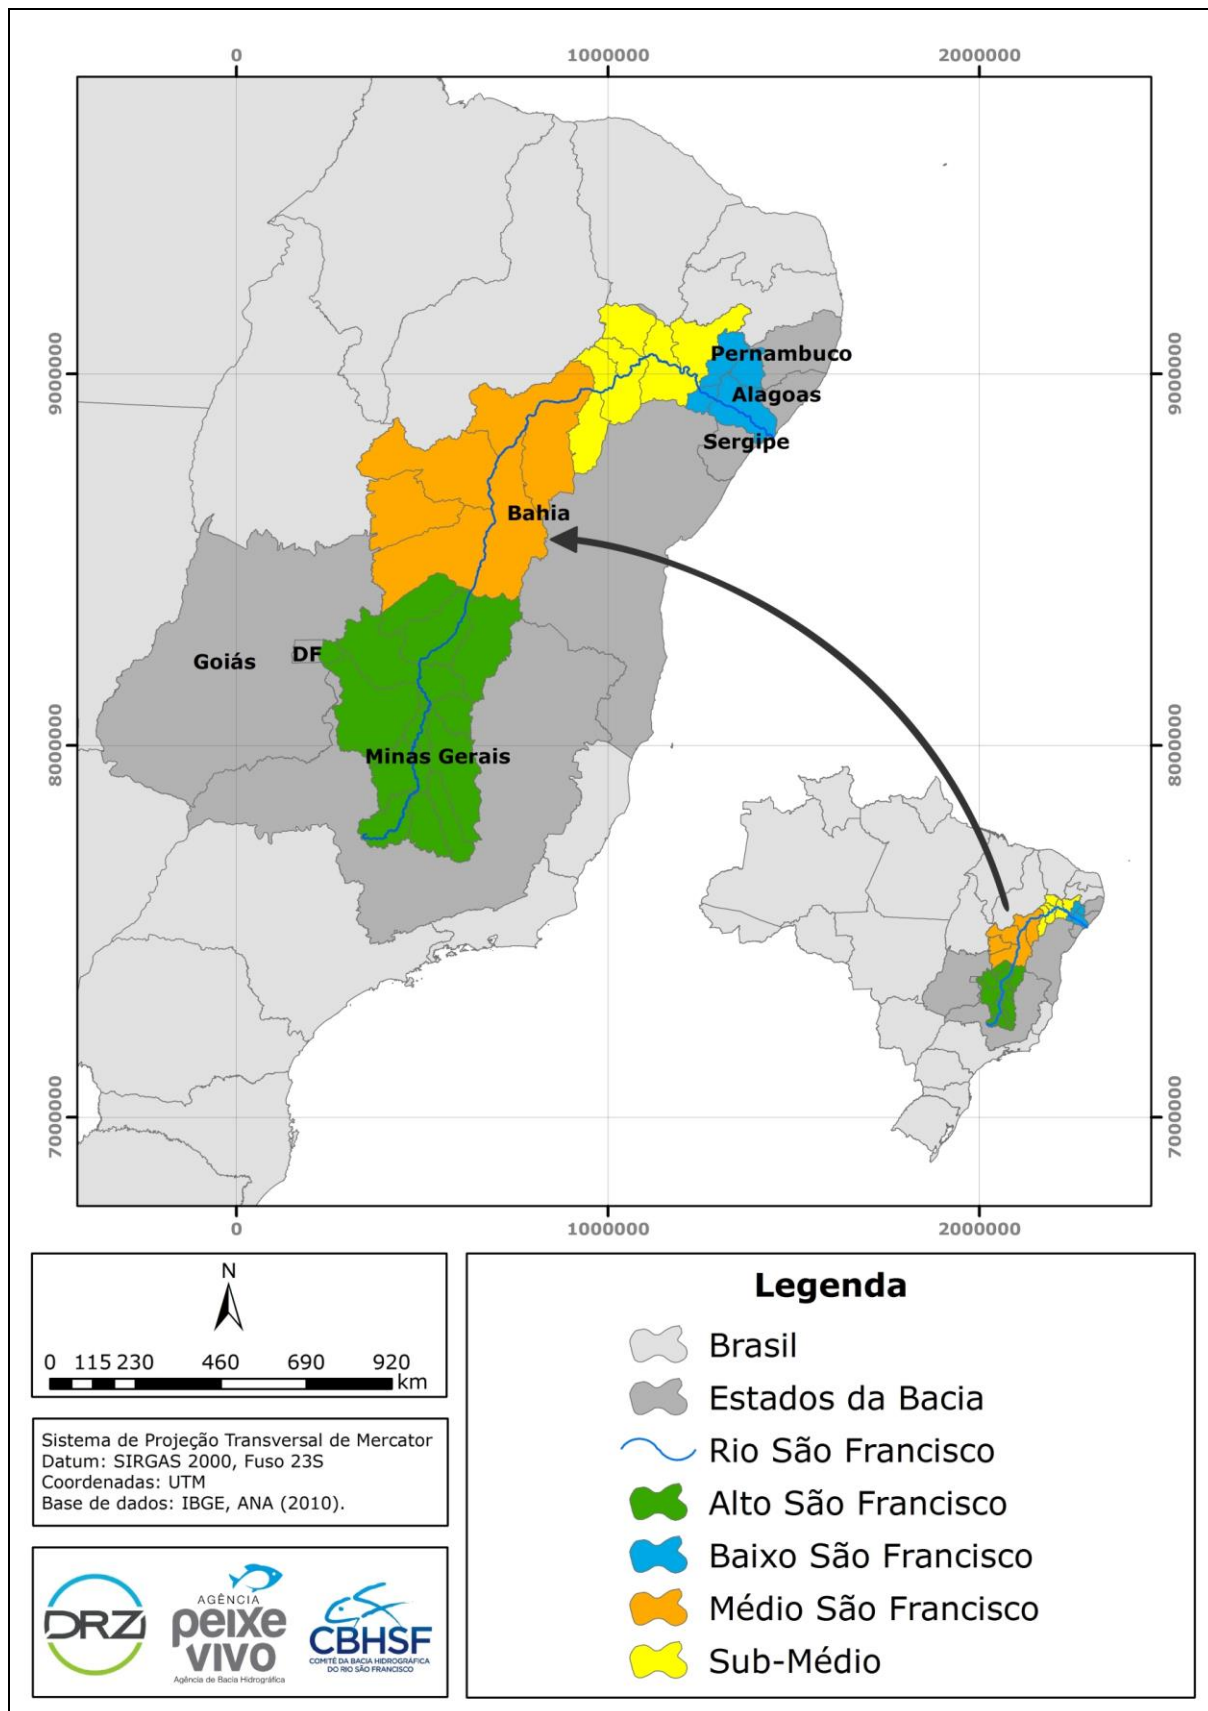 0 1000000 2000000
9000000 9000000
Pernambuco
Alagoas
Sergipe
Bahia
DF
Goiás
8000000 8000000
Minas Gerais
7000000 7000000
0 1000000 2000000
N
0 115 230 460 690 920
km
Sistema de Projeção Transversal de Mercator
Datum: SIRGAS 2000, Fuso 23S
Coordenadas: UTM
Base de dados: IBGE, ANA (2010).
DRZ
AGÊNCIA
peixe
VIVO
Agência de Bacia Hidrográfica
CBHSF
COMITÊ DA BACIA HIDROGRÁFICA
DO RIO SÃO FRANCISCO
Legenda
Brasil
Estados da Bacia
Rio São Francisco
Alto São Francisco
Baixo São Francisco
Médio São Francisco
Sub-Médio